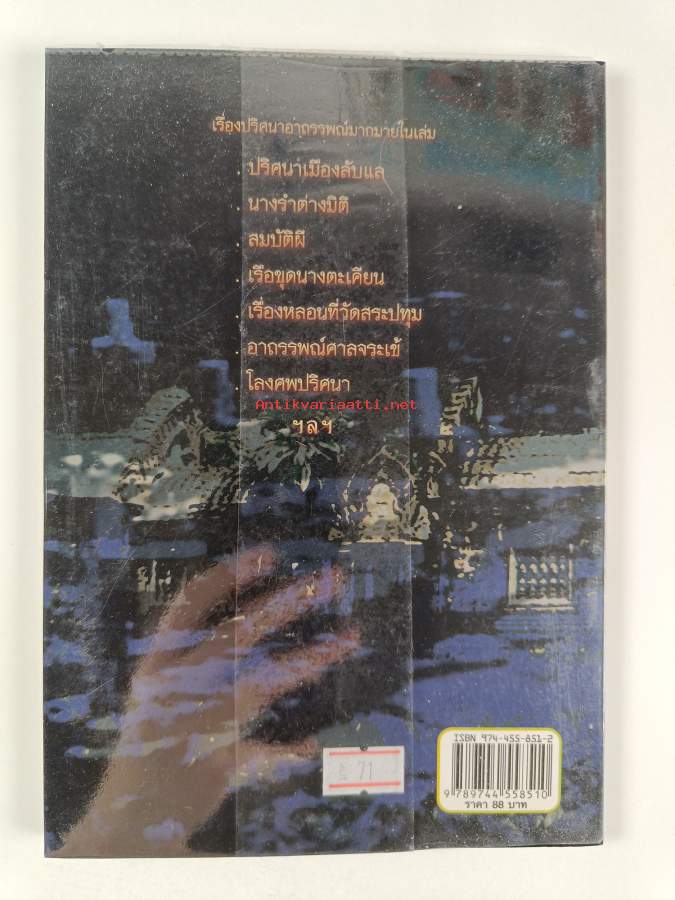 เรื่องปริศนาอาถรรพณ์มากมายในเล่ม
. ปริศนาเมืองลับแล
. นางรำต่างมิติ
. สมบัติผี
. เรือขุดนางตะเคียน
. เรื่องหลอนที่วัดสระปทุม
. อาถรรพณ์ศาลจระเข้
. โลงศพปริศนา
Antikvariaatti.net
ฯลฯ
ISBN 974-455-851-2
9 789744 558510
ราคา 88 บาท
71